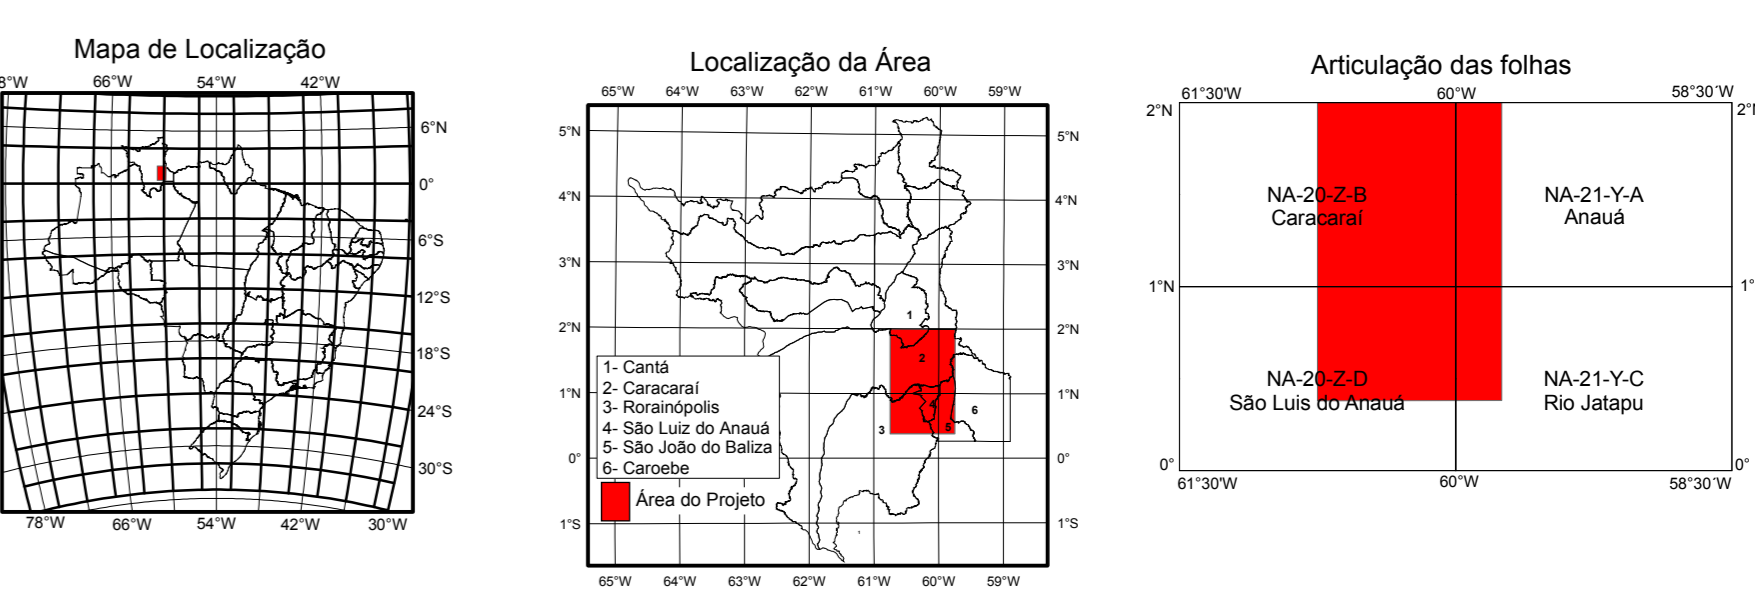 Mapa de Localização
8°W 66°W 54°W 42°W
6°N
0°
6°S
12°S
18°S
24°S
30°S
78°W 66°W 54°W 42°W 30°W
Localização da Área
65°W 64°W 62°W 62°W 61°W 60°W 59°W
5°N 5°N
4°N 4°N
3°N 3°N
2°N 2°N
1°N 1°N
0° 0°
1°S 1°S
1
2
3
4
5
6
1- Cantá
2- Caracaraí
3- Rorainópolis
4- São Luiz do Anauá
5- São João do Baliza
6- Caroebe
Área do Projeto
65°W 64°W 63°W 62°W 61°W 60°W 59°W
Articulação das folhas
61°30'W 60°W 58°30´W
2°N 2°N
NA-20-Z-B
Caracaraí
NA-21-Y-A
Anauá
1°N 1°
NA-20-Z-D
São Luis do Anauá
NA-21-Y-C
Rio Jatapu
0° 0°
61°30'W 60°W 58°30´W